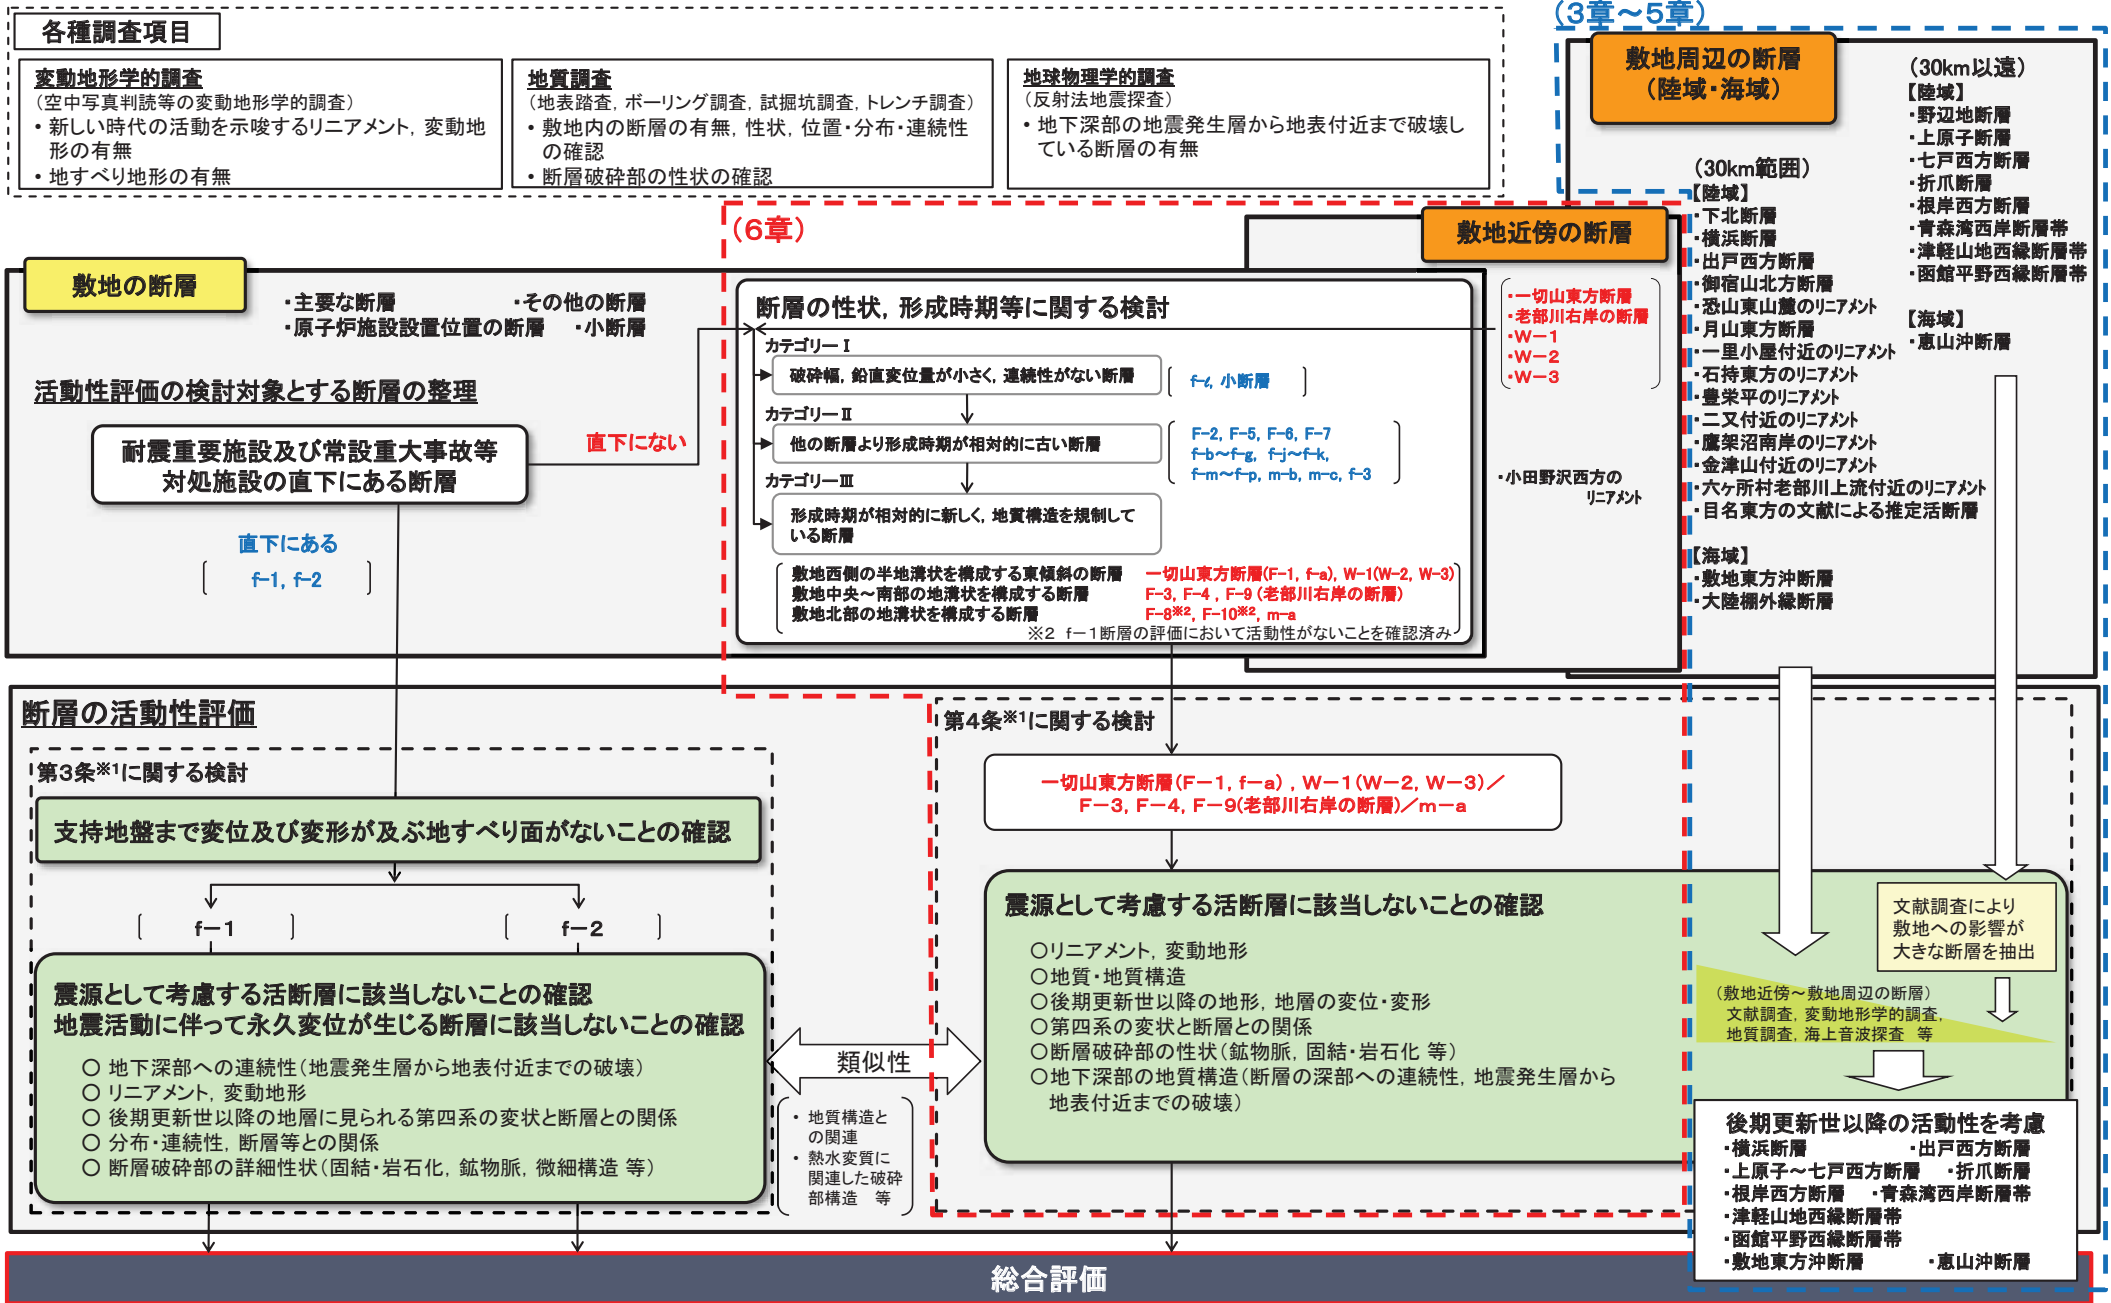 各種調査項目
変動地形学的調査
(空中写真判読等の変動地形学的調査)
・新しい時代の活動を示唆するリニアメント, 変動地
形の有無
・地すべり地形の有無
地質調査
(地表踏査, ボーリング調査, 試掘坑調査, トレンチ調査)
・敷地内の断層の有無, 性状, 位置・分布・連続性
の確認
・断層破砕部の性状の確認
地球物理学的調査
(反射法地震探査)
・地下深部の地震発生層から地表付近まで破壊し
ている断層の有無
(3章～5章)
敷地周辺の断層
(陸域・海域)
(30km以遠)
【陸域】
・野辺地断層
・上原子断層
・七戸西方断層
・折爪断層
・根岸西方断層
・青森湾西岸断層帯
・津軽山地西縁断層帯
・函館平野西縁断層帯
【海域】
・恵山沖断層
(30km範囲)
【陸域】
・下北断層
・横浜断層
・出戸西方断層
・御宿山北方断層
・恐山東山麓のリニアメント
・月山東方断層
・一里小屋付近のリニアメント
・石持東方のリニアメント
・豊栄平のリニアメント
・二又付近のリニアメント
・鷹架沼南岸のリニアメント
・金津山付近のリニアメント
・六ヶ所村老部川上流付近のリニアメント
・目名東方の文献による推定活断層
【海域】
・敷地東方沖断層
・大陸棚外縁断層
(6章)
敷地近傍の断層
・一切山東方断層
・老部川右岸の断層
・W－1
・W－2
・W－3
・小田野沢西方の
リニアメント
敷地の断層
・主要な断層 ・その他の断層
・原子炉施設設置位置の断層 ・小断層
活動性評価の検討対象とする断層の整理
耐震重要施設及び常設重大事故等
対処施設の直下にある断層
直下にない
直下にある
f-1, f-2
断層の性状, 形成時期等に関する検討
カテゴリーⅠ
破砕幅, 鉛直変位量が小さく, 連続性がない断層
f-ℓ, 小断層
カテゴリーⅡ
他の断層より形成時期が相対的に古い断層
F-2, F-5, F-6, F-7
f-b～f-g, f-j～f-k,
f-m～f-p, m-b, m-c, f-3
カテゴリーⅢ
形成時期が相対的に新しく, 地質構造を規制して
いる断層
敷地西側の半地溝状を構成する東傾斜の断層 一切山東方断層(F-1, f-a), W-1(W-2, W-3)
敷地中央～南部の地溝状を構成する断層 F-3, F-4 , F-9 (老部川右岸の断層)
敷地北部の地溝状を構成する断層 F-8※2, F-10※2, m-a
※2 f－1断層の評価において活動性がないことを確認済み
断層の活動性評価
第3条※1に関する検討
支持地盤まで変位及び変形が及ぶ地すべり面がないことの確認
f－1
f－2
震源として考慮する活断層に該当しないことの確認
地震活動に伴って永久変位が生じる断層に該当しないことの確認
○ 地下深部への連続性(地震発生層から地表付近までの破壊)
○ リニアメント, 変動地形
○ 後期更新世以降の地層に見られる第四系の変状と断層との関係
○ 分布・連続性, 断層等との関係
○ 断層破砕部の詳細性状(固結・岩石化, 鉱物脈, 微細構造 等)
類似性
・地質構造と
の関連
・熱水変質に
関連した破砕
部構造 等
第4条※1に関する検討
一切山東方断層(F－1, f－a) , W－1(W－2, W－3)／
F－3, F－4, F－9(老部川右岸の断層)／m－a
震源として考慮する活断層に該当しないことの確認
○リニアメント, 変動地形
○地質・地質構造
○後期更新世以降の地形, 地層の変位・変形
○第四系の変状と断層との関係
○断層破砕部の性状(鉱物脈, 固結・岩石化 等)
○地下深部の地質構造(断層の深部への連続性, 地震発生層から
地表付近までの破壊)
文献調査により
敷地への影響が
大きな断層を抽出
(敷地近傍～敷地周辺の断層)
文献調査, 変動地形学的調査,
地質調査, 海上音波探査 等
後期更新世以降の活動性を考慮
・横浜断層 ・出戸西方断層
・上原子～七戸西方断層 ・折爪断層
・根岸西方断層 ・青森湾西岸断層帯
・津軽山地西縁断層帯
・函館平野西縁断層帯
・敷地東方沖断層 ・恵山沖断層
総合評価